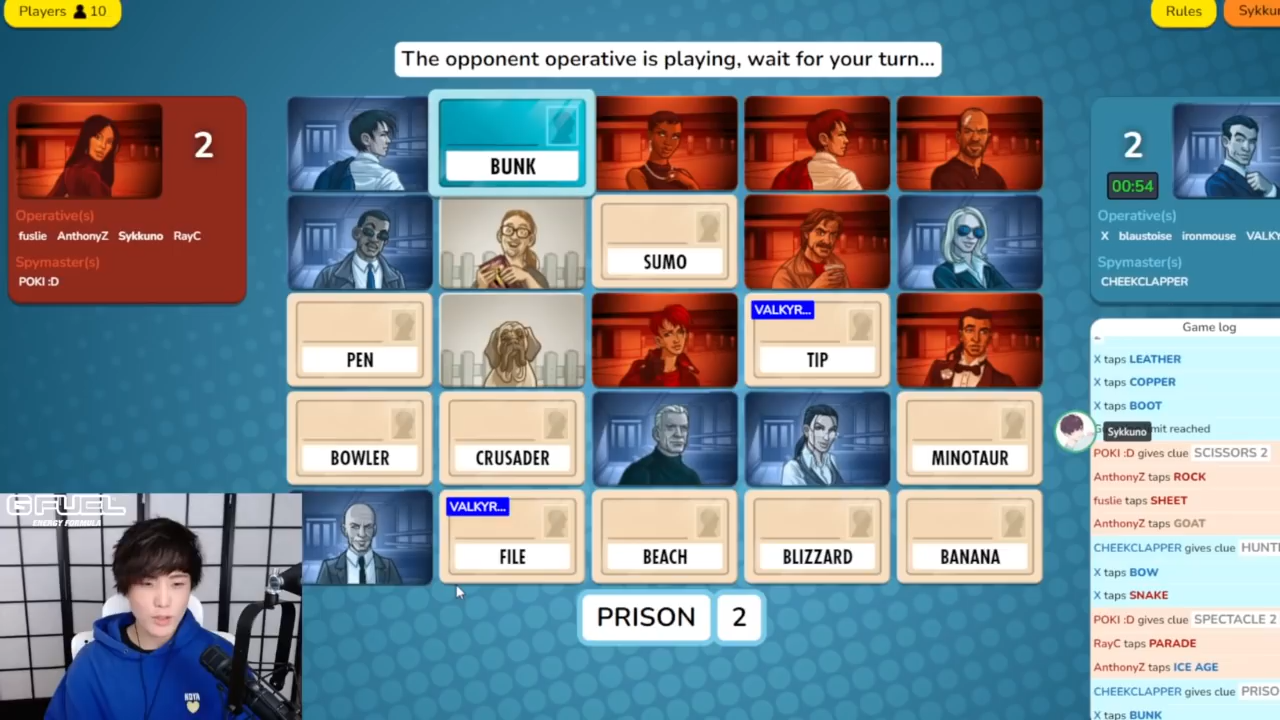 Players 10
Rules
Sykkun
The opponent operative is playing, wait for your turn...
2
Operative(s)
fuslie AnthonyZ Sykkuno RayC
Spymaster(s)
POKI :D
BUNK
SUMO
PEN
VALKYR...
TIP
BOWLER
CRUSADER
MINOTAUR
VALKYR...
FILE
BEACH
BLIZZARD
BANANA
PRISON 2
2
00:54
Operative(s)
X blaustoise ironmouse VALKY
Spymaster(s)
CHEEKCLAPPER
Game log
X taps LEATHER
X taps COPPER
X taps BOOT
Sykkuno
mit reached
POKI :D gives clue SCISSORS 2
AnthonyZ taps ROCK
fuslie taps SHEET
AnthonyZ taps GOAT
CHEEKCLAPPER gives clue HUNT
X taps BOW
X taps SNAKE
POKI :D gives clue SPECTACLE 2
RayC taps PARADE
AnthonyZ taps ICE AGE
CHEEKCLAPPER gives clue PRISO
X taps BUNK
G FUEL
ENERGY FORMULA